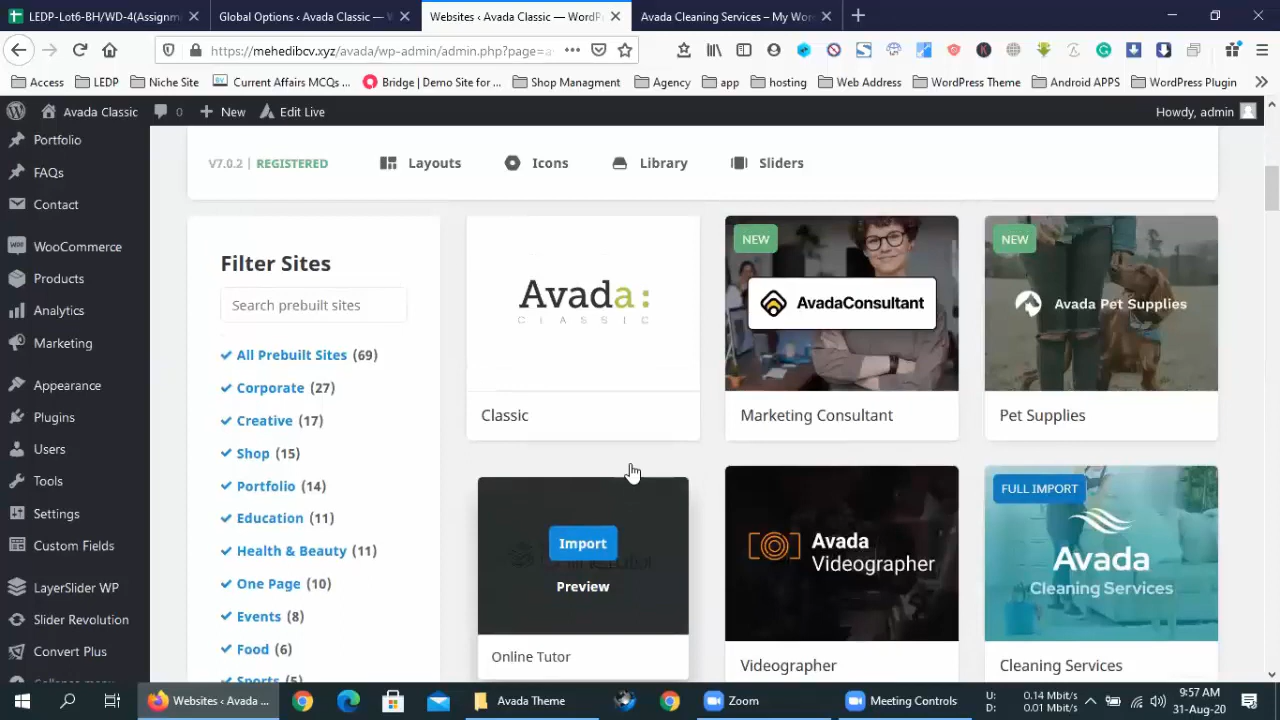 LEDP-Lot6-BH/WD-4(Assignm
Global Options ‹ Avada Classic — W
Websites ‹ Avada Classic — WordPr
Avada Cleaning Services – My Wor
https://mehedibcv.xyz/avada/wp-admin/admin.php?page=a
Access
LEDP
Niche Site
Current Affairs MCQs ...
Bridge | Demo Site for ...
Shop Managment
Agency
app
hosting
Web Address
WordPress Theme
Android APPS
WordPress Plugin
Avada Classic
0
New
Edit Live
Howdy, admin
Portfolio
FAQs
Contact
WooCommerce
Products
Analytics
Marketing
Appearance
Plugins
Users
Tools
Settings
Custom Fields
LayerSlider WP
Slider Revolution
Convert Plus
Collapse menu
V7.0.2 | REGISTERED
Layouts
Icons
Library
Sliders
Filter Sites
Search prebuilt sites
All Prebuilt Sites (69)
Corporate (27)
Creative (17)
Shop (15)
Portfolio (14)
Education (11)
Health & Beauty (11)
One Page (10)
Events (8)
Food (6)
Sports (5)
Avada:
CLASSIC
Classic
NEW
AvadaConsultant
Marketing Consultant
NEW
Avada Pet Supplies
Pet Supplies
Import
Preview
Online Tutor
Avada
Videographer
Videographer
FULL IMPORT
Avada
Cleaning Services
Cleaning Services
Websites ‹ Avada ...
Avada Theme
Zoom
Meeting Controls
U: 0.14 Mbit/s
D: 0.01 Mbit/s
9:57 AM
31-Aug-20